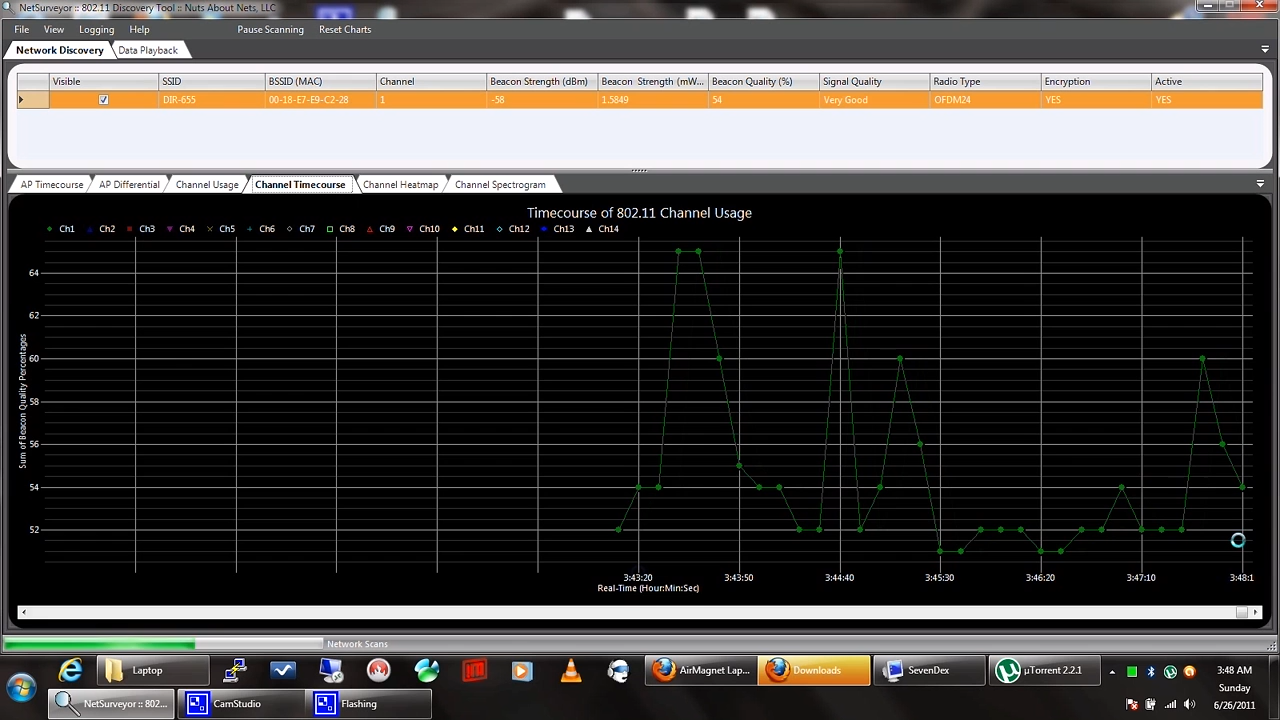 NetSurveyor :: 802.11 Discovery Tool :: Nuts About Nets, LLC
File View Logging Help Pause Scanning Reset Charts
Network Discovery Data Playback
Visible SSID BSSID (MAC) Channel Beacon Strength (dBm) Beacon Strength (mW... Beacon Quality (%) Signal Quality Radio Type Encryption Active
DIR-655 00-18-E7-E9-C2-28 1 -58 1.5849 54 Very Good OFDM24 YES YES
AP Timecourse AP Differential Channel Usage Channel Timecourse Channel Heatmap Channel Spectrogram
Timecourse of 802.11 Channel Usage
Ch1 Ch2 Ch3 Ch4 Ch5 Ch6 Ch7 Ch8 Ch9 Ch10 Ch11 Ch12 Ch13 Ch14
64
62
60
58
56
54
52
Sum of Beacon Quality Percentages
3:43:20 3:43:50 3:44:40 3:45:30 3:46:20 3:47:10 3:48:1
Real-Time (Hour:Min:Sec)
Network Scans
Laptop AirMagnet Lap... Downloads SevenDex µTorrent 2.2.1 3:48 AM
Sunday
NetSurveyor :: 802... CamStudio Flashing 6/26/2011